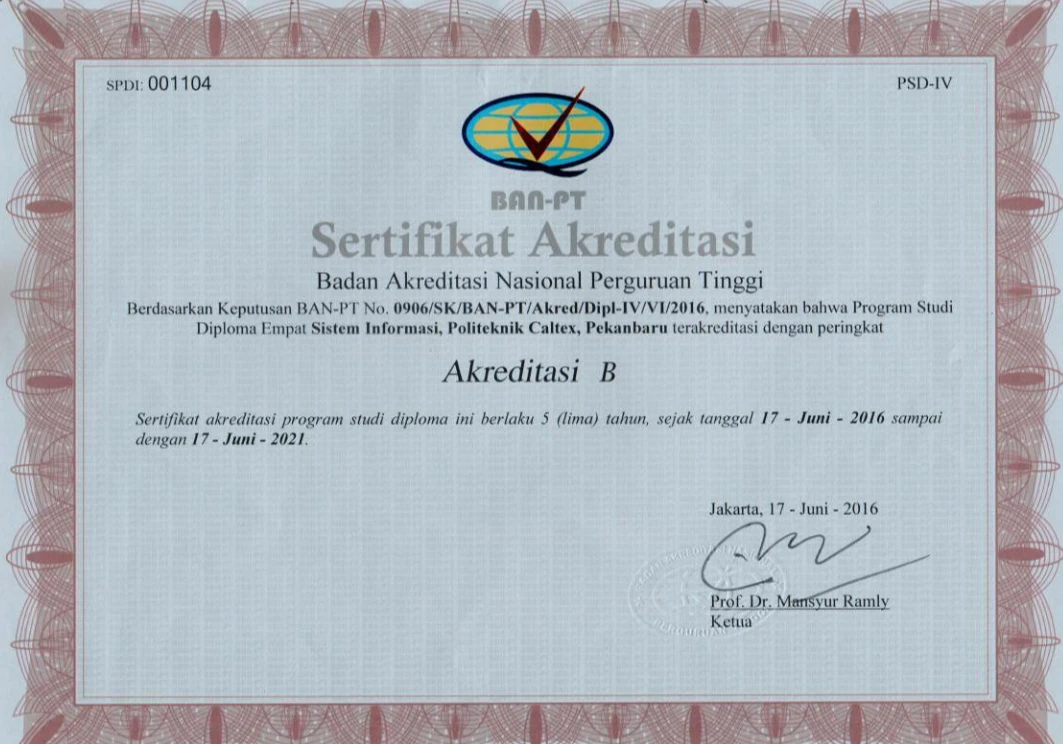 SPDI: 001104
PSD-IV
BAN-PT
Sertifikat Akreditasi
Badan Akreditasi Nasional Perguruan Tinggi
Berdasarkan Keputusan BAN-PT No. 0906/SK/BAN-PT/Akred/Dipl-IV/VI/2016, menyatakan bahwa Program Studi
Diploma Empat Sistem Informasi, Politeknik Caltex, Pekanbaru terakreditasi dengan peringkat
Akreditasi B
Sertifikat akreditasi program studi diploma ini berlaku 5 (lima) tahun, sejak tanggal 17 - Juni - 2016 sampai
dengan 17 - Juni - 2021.
Jakarta, 17 - Juni - 2016
Prof. Dr. Mansyur Ramly
Ketua